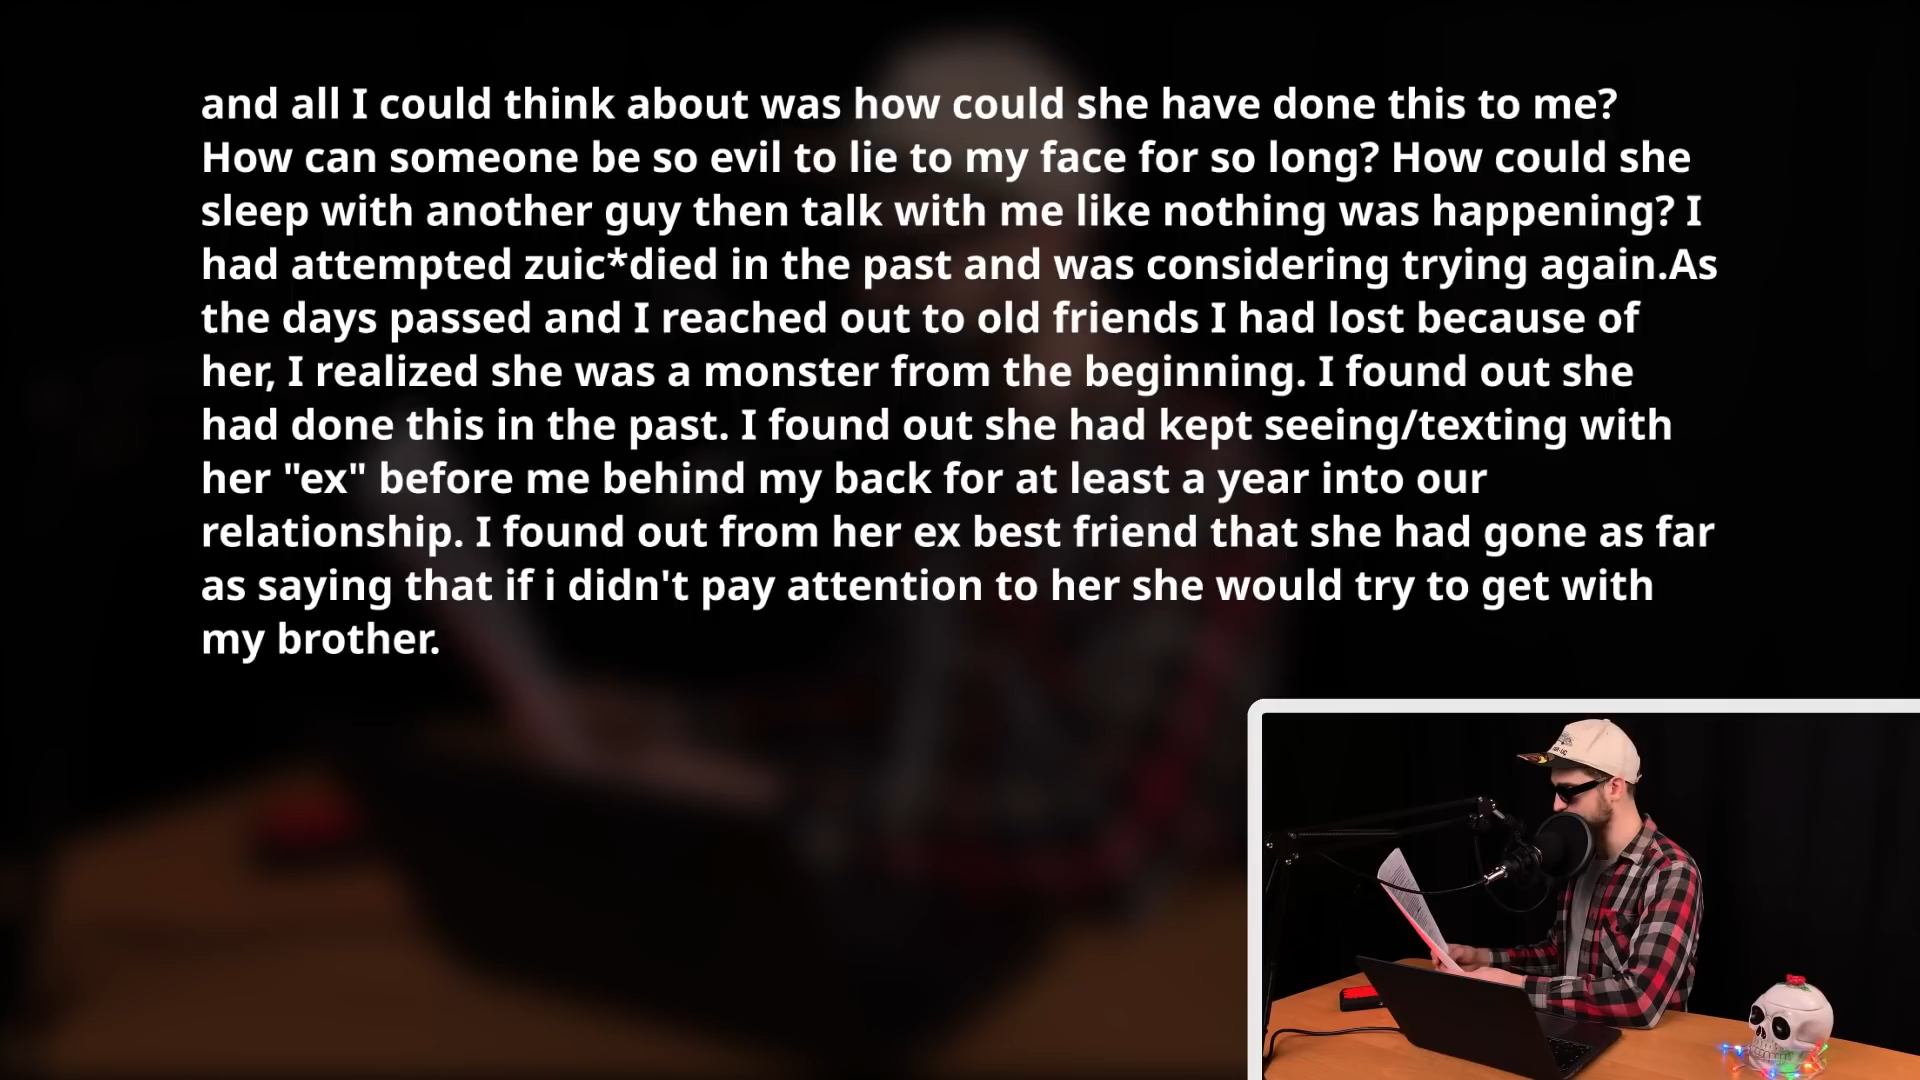 and all I could think about was how could she have done this to me?
How can someone be so evil to lie to my face for so long? How could she
sleep with another guy then talk with me like nothing was happening? I
had attempted zuic*died in the past and was considering trying again.As
the days passed and I reached out to old friends I had lost because of
her, I realized she was a monster from the beginning. I found out she
had done this in the past. I found out she had kept seeing/texting with
her "ex" before me behind my back for at least a year into our
relationship. I found out from her ex best friend that she had gone as far
as saying that if i didn't pay attention to her she would try to get with
my brother.